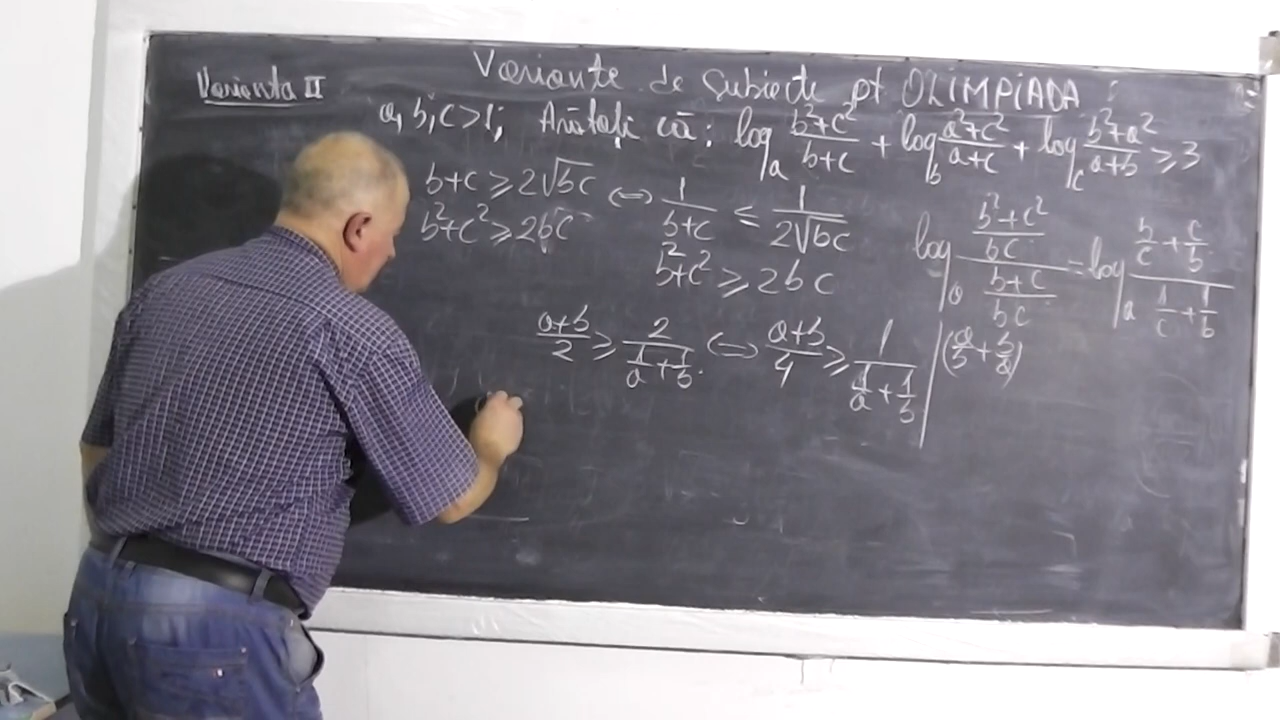 Variante de subiecte pt OLIMPIADA :
Varianta II
a, b, c > 1; Arătați că: log_a (b²+c²)/(b+c) + log_b (a²+c²)/(a+c) + log_c (b²+a²)/(a+b) ≥ 3
b+c ≥ 2√bc ⇔ 1/(b+c) ≤ 1/(2√bc)
b²+c² ≥ 2bc
b²+c² ≥ 2bc
log_a ((b²+c²)/bc)/((b+c)/bc) = log_a (b/c + c/b)/(1/c + 1/b)
(a+b)/2 ≥ 2/(1/a + 1/b) ⇔ (a+b)/4 ≥ 1/(1/a + 1/b) | (a/b + b/a)